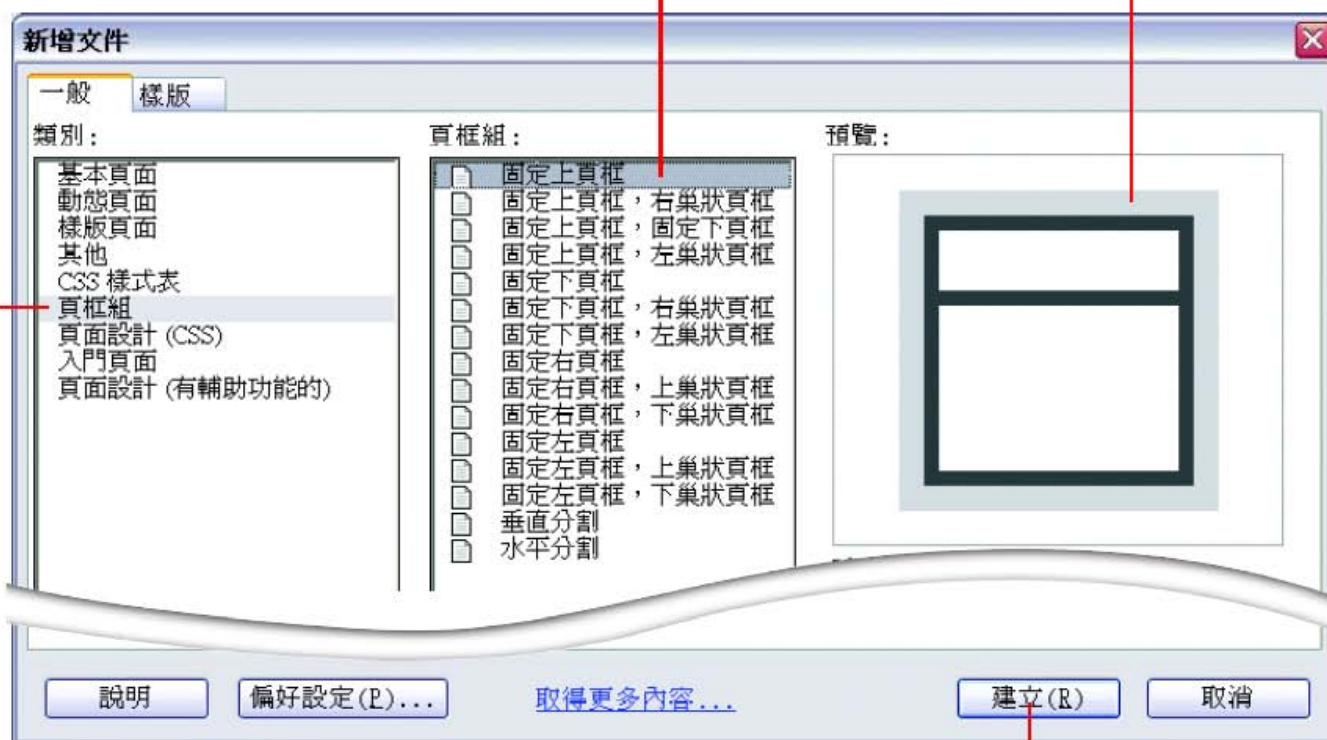 新增文件
一般
樣版
類別:
基本頁面
動態頁面
樣版頁面
其他
CSS 樣式表
頁框組
頁面設計 (CSS)
入門頁面
頁面設計 (有輔助功能的)
頁框組:
固定上頁框
固定上頁框，右巢狀頁框
固定上頁框，固定下頁框
固定上頁框，左巢狀頁框
固定下頁框
固定下頁框，右巢狀頁框
固定下頁框，左巢狀頁框
固定右頁框
固定右頁框，上巢狀頁框
固定右頁框，下巢狀頁框
固定左頁框
固定左頁框，上巢狀頁框
固定左頁框，下巢狀頁框
垂直分割
水平分割
預覽:
說明
偏好設定(P)...
取得更多內容...
建立(R)
取消